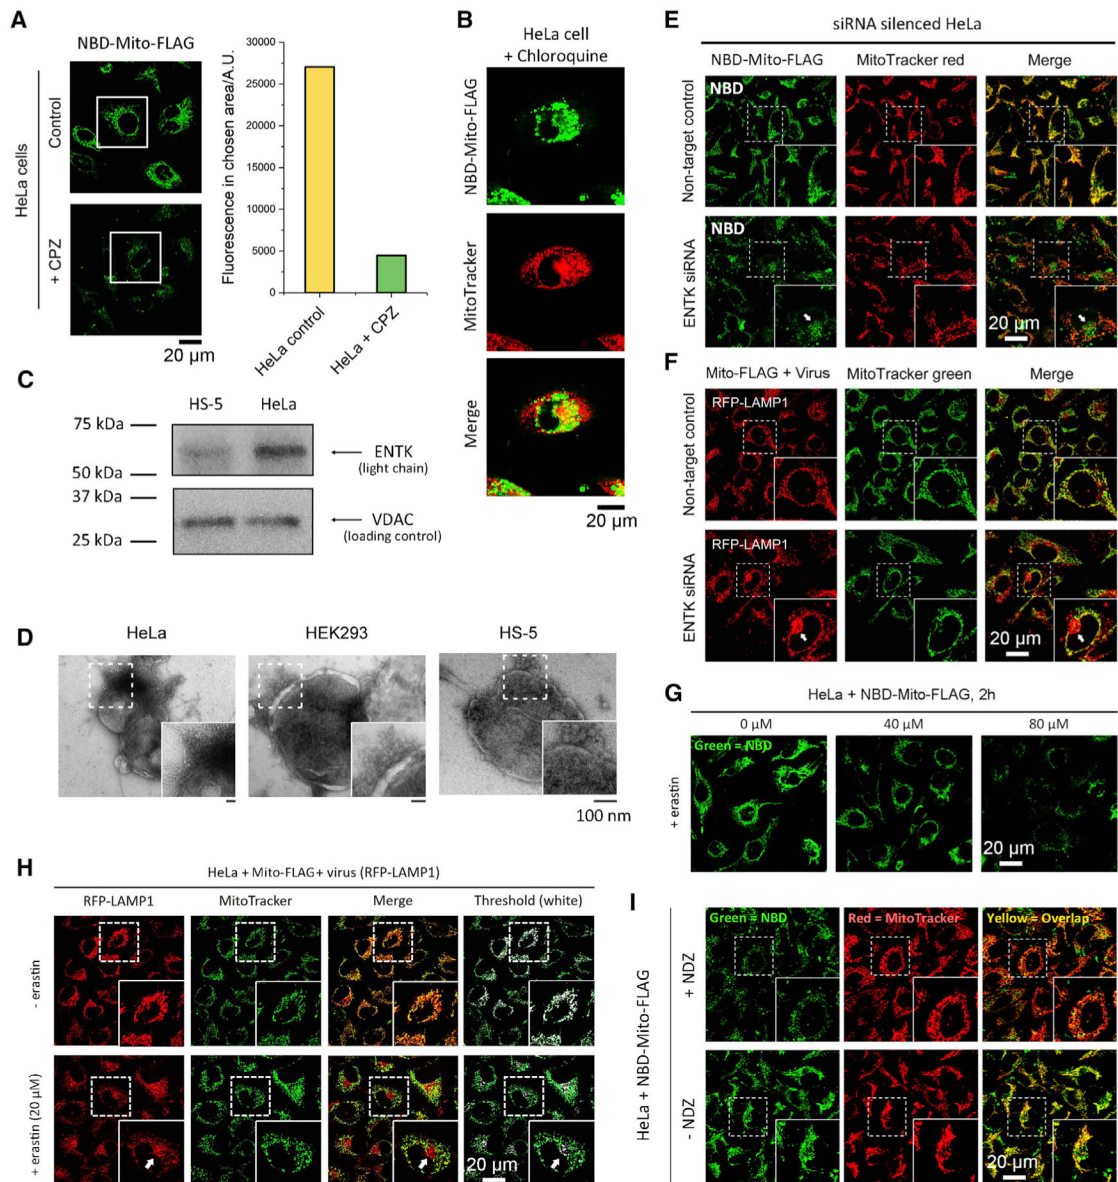 A
NBD-Mito-FLAG
HeLa cells
Control
+ CPZ
20 µm
Fluorescence in chosen area/A.U.
30000
25000
20000
15000
10000
5000
0
HeLa control
HeLa + CPZ
B
HeLa cell
+ Chloroquine
NBD-Mito-FLAG
MitoTracker
Merge
20 µm
C
HS-5 HeLa
75 kDa
50 kDa
37 kDa
25 kDa
ENTK
(light chain)
VDAC
(loading control)
D
HeLa HEK293 HS-5
100 nm
E
siRNA silenced HeLa
NBD-Mito-FLAG MitoTracker red Merge
Non-target control
NBD
ENTK siRNA
NBD
20 µm
F
Mito-FLAG + Virus MitoTracker green Merge
Non-target control
RFP-LAMP1
ENTK siRNA
RFP-LAMP1
20 µm
G
HeLa + NBD-Mito-FLAG, 2h
0 µM 40 µM 80 µM
+ erastin
Green = NBD
20 µm
H
HeLa + Mito-FLAG+ virus (RFP-LAMP1)
RFP-LAMP1 MitoTracker Merge Threshold (white)
- erastin
+ erastin (20 µM)
20 µm
I
HeLa + NBD-Mito-FLAG
Green = NBD Red = MitoTracker Yellow = Overlap
+ NDZ
- NDZ
20 µm